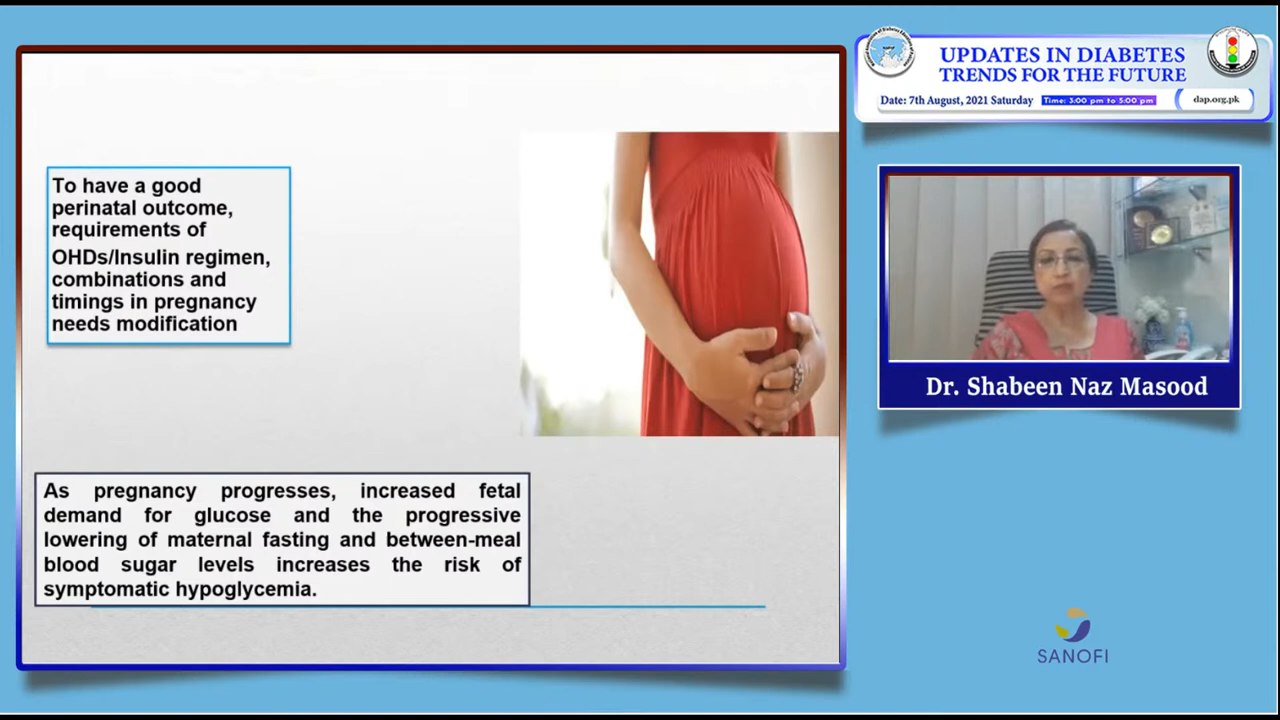 To have a good
perinatal outcome,
requirements of
OHDs/Insulin regimen,
combinations and
timings in pregnancy
needs modification
As pregnancy progresses, increased fetal
demand for glucose and the progressive
lowering of maternal fasting and between-meal
blood sugar levels increases the risk of
symptomatic hypoglycemia.
UPDATES IN DIABETES
TRENDS FOR THE FUTURE
Date: 7th August, 2021 Saturday Time: 3:00 pm to 5:00 pm dap.org.pk
Dr. Shabeen Naz Masood
SANOFI